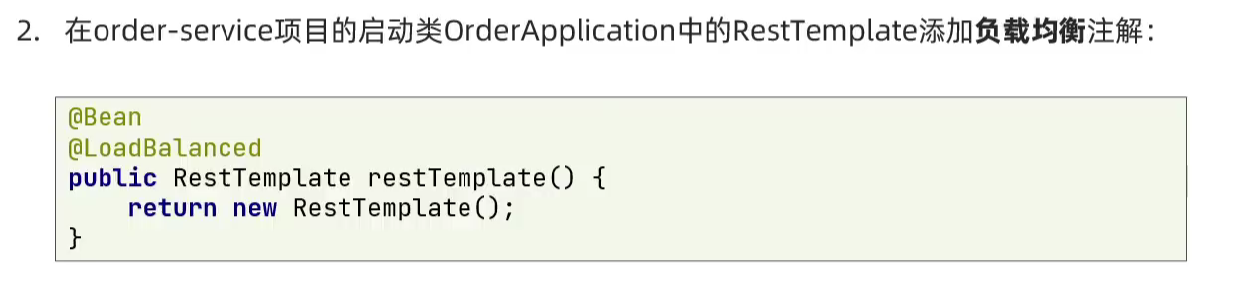 2. 在order-service项目的启动类OrderApplication中的RestTemplate添加负载均衡注解：
@Bean
@LoadBalanced
public RestTemplate restTemplate() {
    return new RestTemplate();
}